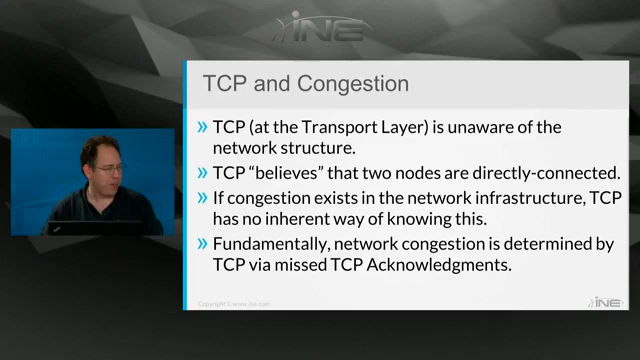 iNE
TCP and Congestion
» TCP (at the Transport Layer) is unaware of the
network structure.
» TCP “believes” that two nodes are directly-connected.
» If congestion exists in the network infrastructure, TCP
has no inherent way of knowing this.
» Fundamentally, network congestion is determined by
TCP via missed TCP Acknowledgments.
Copyright © www.ine.com
iNE